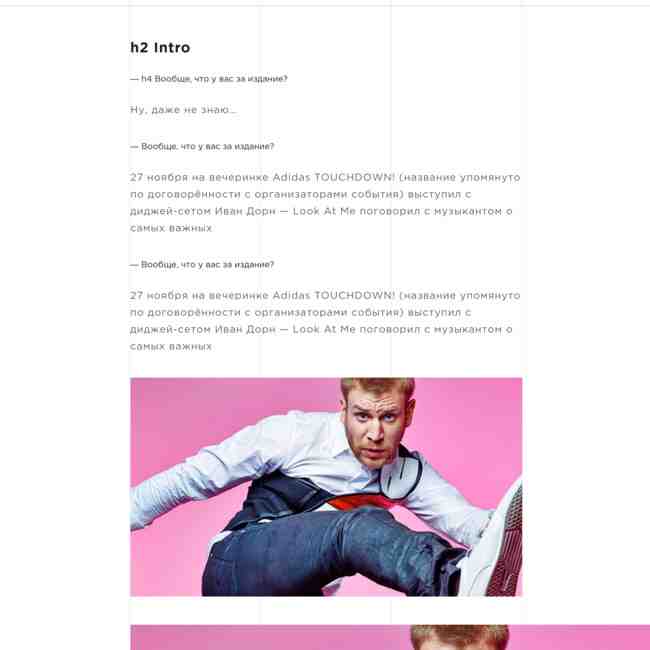 h2 Intro
— h4 Вообще, что у вас за издание?
Ну, даже не знаю…
— Вообще, что у вас за издание?
27 ноября на вечеринке Adidas TOUCHDOWN! (название упомянуто
по договорённости с организаторами события) выступил с
диджей-сетом Иван Дорн — Look At Me поговорил с музыкантом о
самых важных
— Вообще, что у вас за издание?
27 ноября на вечеринке Adidas TOUCHDOWN! (название упомянуто
по договорённости с организаторами события) выступил с
диджей-сетом Иван Дорн — Look At Me поговорил с музыкантом о
самых важных